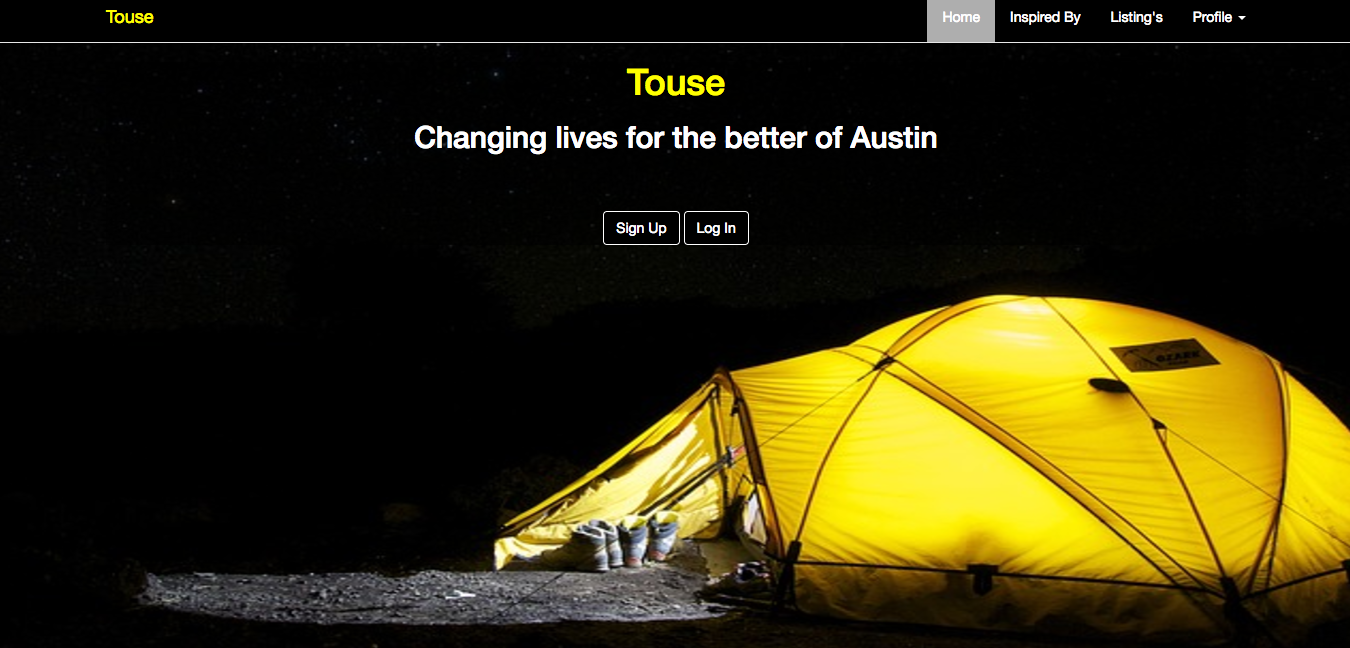 Touse Home Inspired By Listing's Profile
Touse
Changing lives for the better of Austin
Sign Up Log In
OZARK